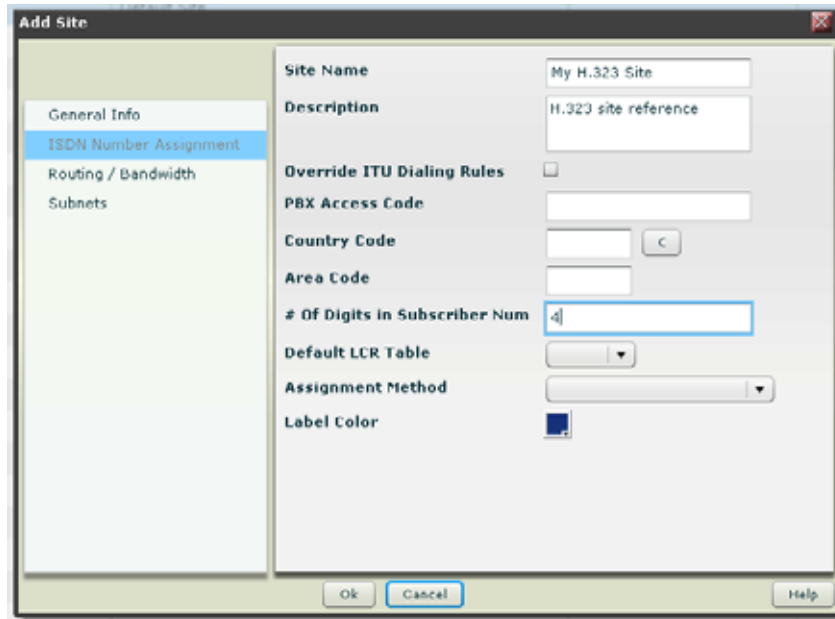 Add Site
General Info
ISDN Number Assignment
Routing / Bandwidth
Subnets
Site Name
My H.323 Site
Description
H.323 site reference
Override ITU Dialing Rules
PBX Access Code
Country Code
C
Area Code
# Of Digits in Subscriber Num
4
Default LCR Table
Assignment Method
Label Color
Ok
Cancel
Help